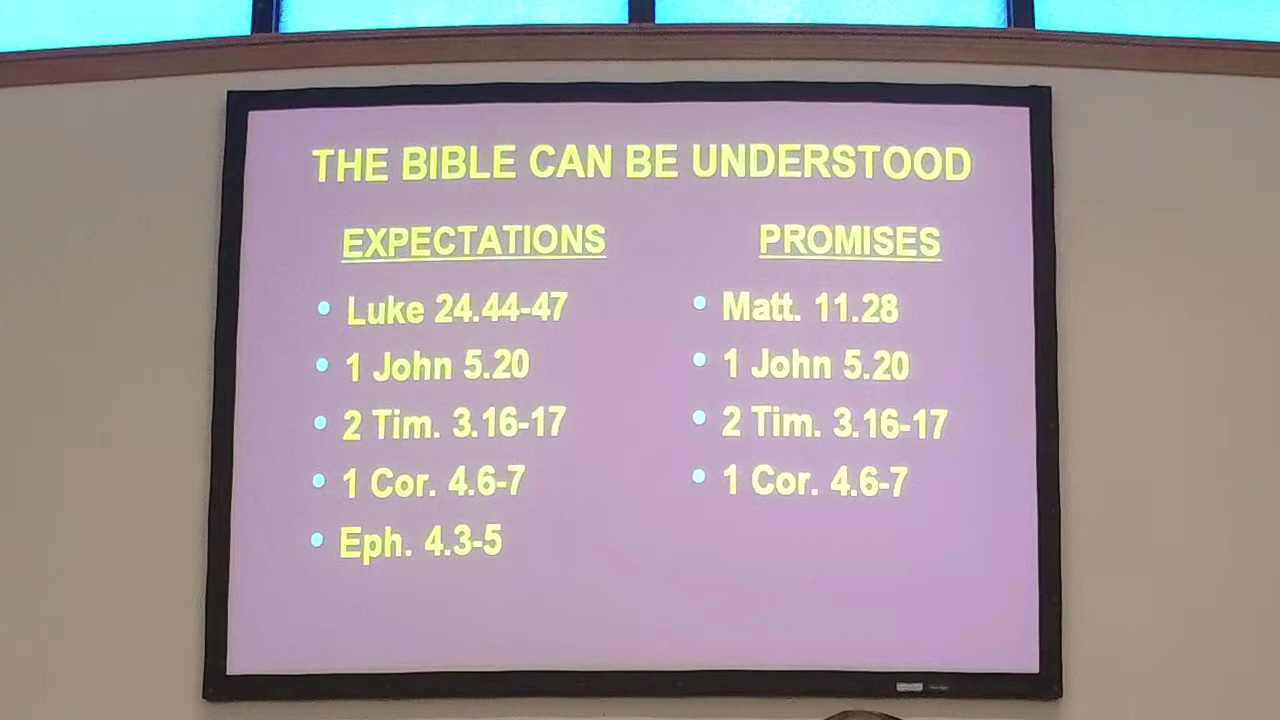 THE BIBLE CAN BE UNDERSTOOD
EXPECTATIONS
• Luke 24.44-47
• 1 John 5.20
• 2 Tim. 3.16-17
• 1 Cor. 4.6-7
• Eph. 4.3-5
PROMISES
• Matt. 11.28
• 1 John 5.20
• 2 Tim. 3.16-17
• 1 Cor. 4.6-7